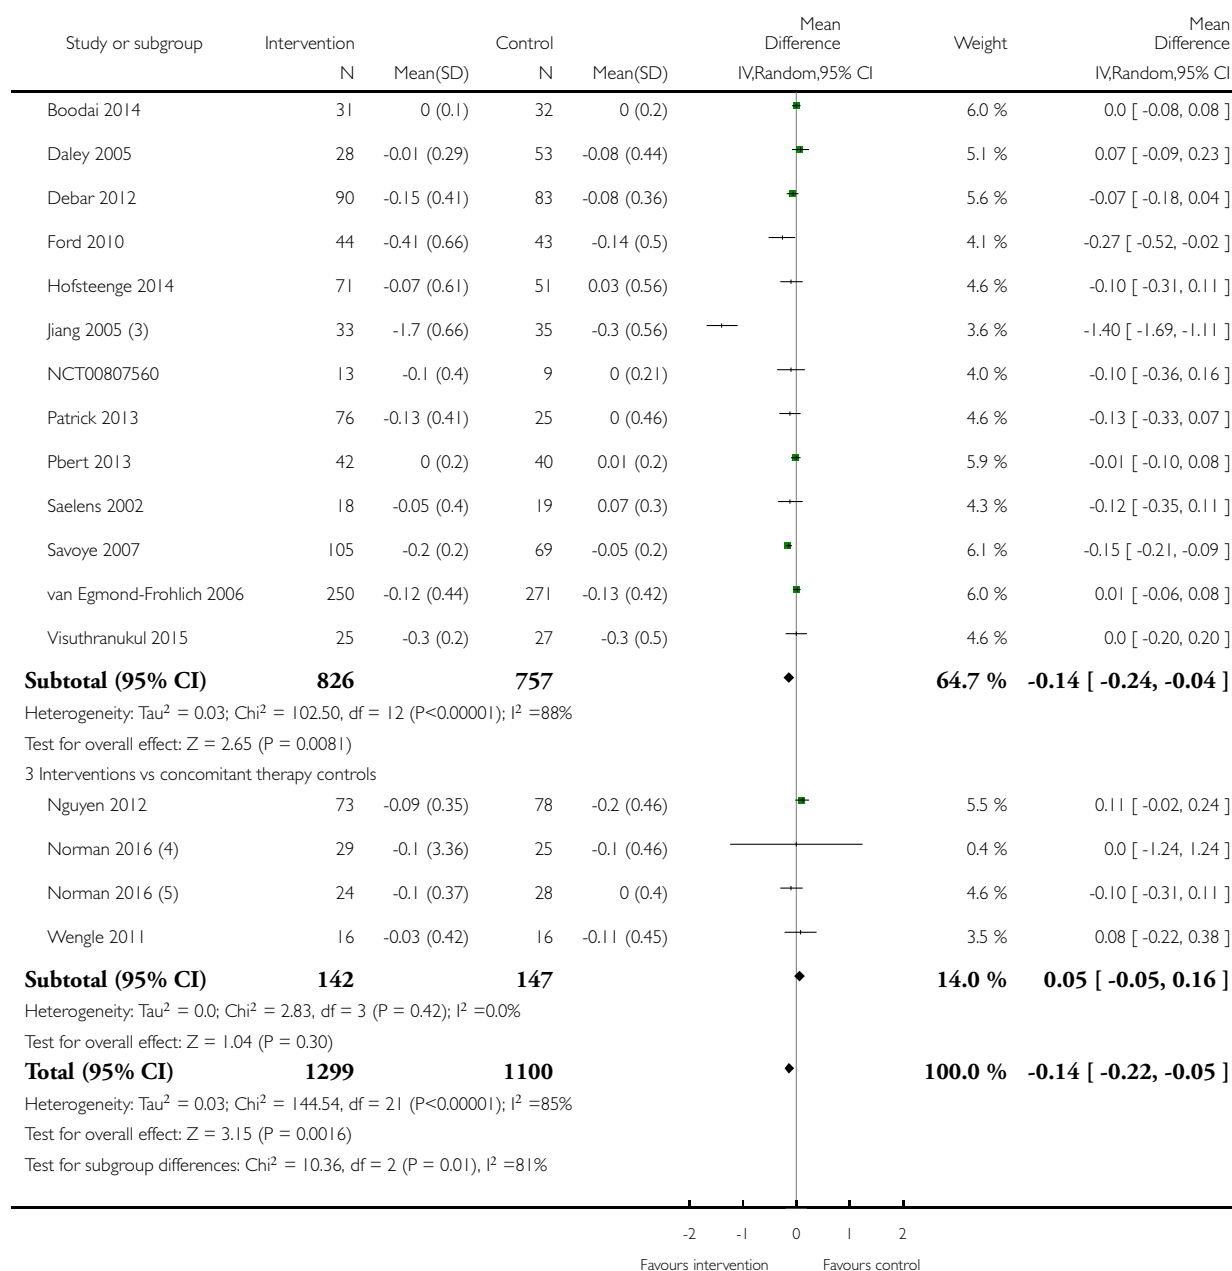 Study or subgroup Intervention Control Mean Difference Weight Mean Difference
N Mean(SD) N Mean(SD) IV,Random,95% CI IV,Random,95% CI
Boodai 2014 31 0 (0.1) 32 0 (0.2) 6.0 % 0.0 [ -0.08, 0.08 ]
Daley 2005 28 -0.01 (0.29) 53 -0.08 (0.44) 5.1 % 0.07 [ -0.09, 0.23 ]
Debar 2012 90 -0.15 (0.41) 83 -0.08 (0.36) 5.6 % -0.07 [ -0.18, 0.04 ]
Ford 2010 44 -0.41 (0.66) 43 -0.14 (0.5) 4.1 % -0.27 [ -0.52, -0.02 ]
Hofsteenge 2014 71 -0.07 (0.61) 51 0.03 (0.56) 4.6 % -0.10 [ -0.31, 0.11 ]
Jiang 2005 (3) 33 -1.7 (0.66) 35 -0.3 (0.56) 3.6 % -1.40 [ -1.69, -1.11 ]
NCT00807560 13 -0.1 (0.4) 9 0 (0.21) 4.0 % -0.10 [ -0.36, 0.16 ]
Patrick 2013 76 -0.13 (0.41) 25 0 (0.46) 4.6 % -0.13 [ -0.33, 0.07 ]
Pbert 2013 42 0 (0.2) 40 0.01 (0.2) 5.9 % -0.01 [ -0.10, 0.08 ]
Saelens 2002 18 -0.05 (0.4) 19 0.07 (0.3) 4.3 % -0.12 [ -0.35, 0.11 ]
Savoye 2007 105 -0.2 (0.2) 69 -0.05 (0.2) 6.1 % -0.15 [ -0.21, -0.09 ]
van Egmond-Frohlich 2006 250 -0.12 (0.44) 271 -0.13 (0.42) 6.0 % 0.01 [ -0.06, 0.08 ]
Visuthranukul 2015 25 -0.3 (0.2) 27 -0.3 (0.5) 4.6 % 0.0 [ -0.20, 0.20 ]
Subtotal (95% CI) 826 757 64.7 % -0.14 [ -0.24, -0.04 ]
Heterogeneity: Tau² = 0.03; Chi² = 102.50, df = 12 (P<0.00001); I² =88%
Test for overall effect: Z = 2.65 (P = 0.0081)
3 Interventions vs concomitant therapy controls
Nguyen 2012 73 -0.09 (0.35) 78 -0.2 (0.46) 5.5 % 0.11 [ -0.02, 0.24 ]
Norman 2016 (4) 29 -0.1 (3.36) 25 -0.1 (0.46) 0.4 % 0.0 [ -1.24, 1.24 ]
Norman 2016 (5) 24 -0.1 (0.37) 28 0 (0.4) 4.6 % -0.10 [ -0.31, 0.11 ]
Wengle 2011 16 -0.03 (0.42) 16 -0.11 (0.45) 3.5 % 0.08 [ -0.22, 0.38 ]
Subtotal (95% CI) 142 147 14.0 % 0.05 [ -0.05, 0.16 ]
Heterogeneity: Tau² = 0.0; Chi² = 2.83, df = 3 (P = 0.42); I² =0.0%
Test for overall effect: Z = 1.04 (P = 0.30)
Total (95% CI) 1299 1100 100.0 % -0.14 [ -0.22, -0.05 ]
Heterogeneity: Tau² = 0.03; Chi² = 144.54, df = 21 (P<0.00001); I² =85%
Test for overall effect: Z = 3.15 (P = 0.0016)
Test for subgroup differences: Chi² = 10.36, df = 2 (P = 0.01), I² =81%
-2 -1 0 1 2
Favours intervention Favours control